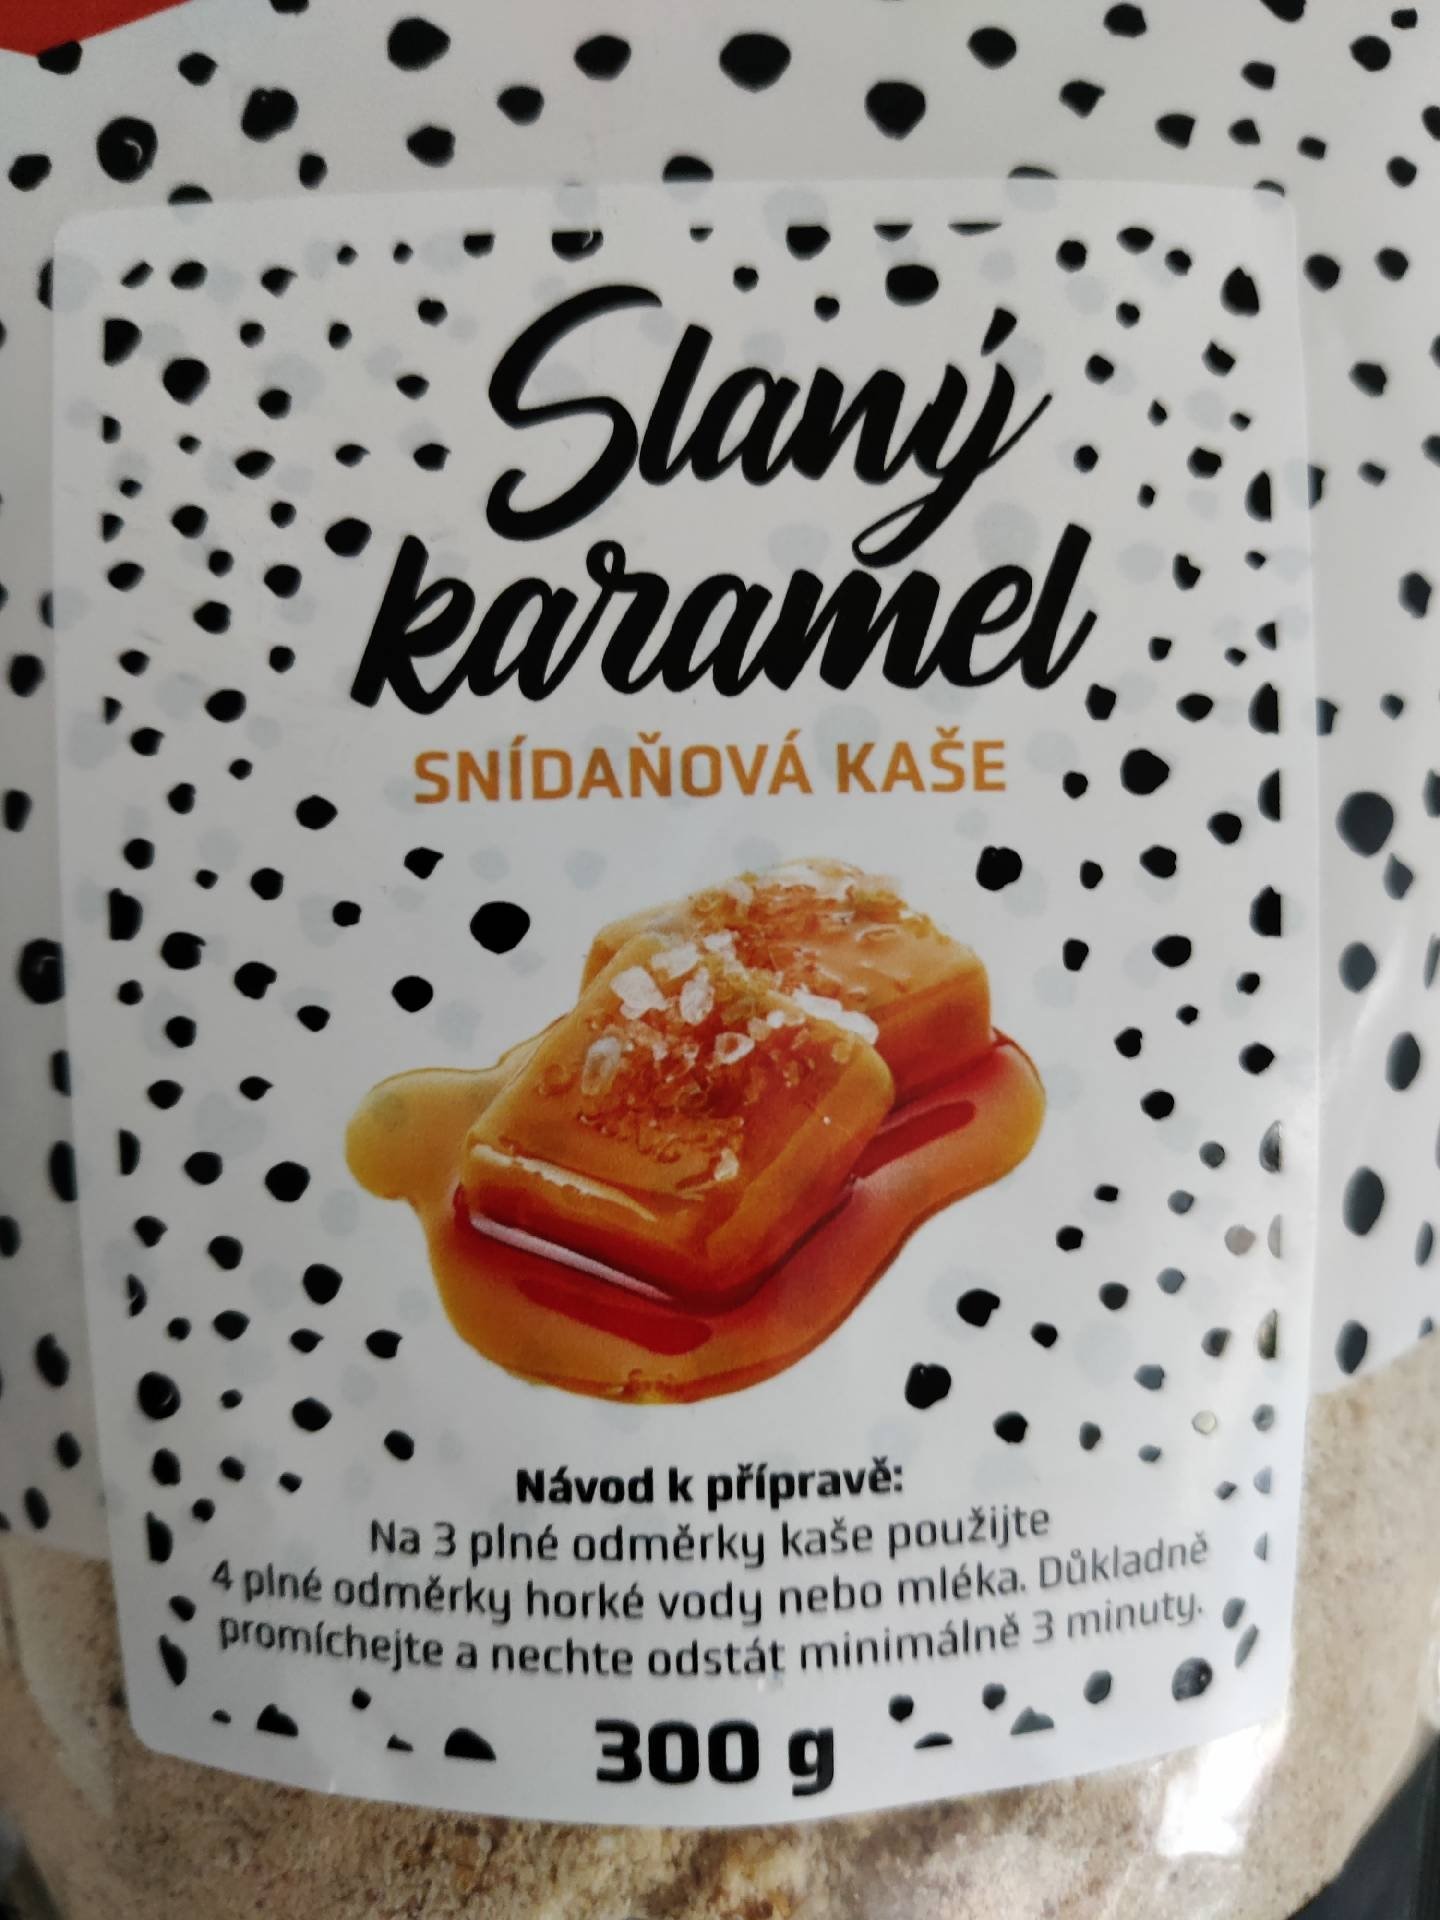 Slaný
karamel
SNÍDAŇOVÁ KAŠE
Návod k přípravě:
Na 3 plné odměrky kaše použijte
4 plné odměrky horké vody nebo mléka. Důkladně
promíchejte a nechte odstát minimálně 3 minuty.
300 g